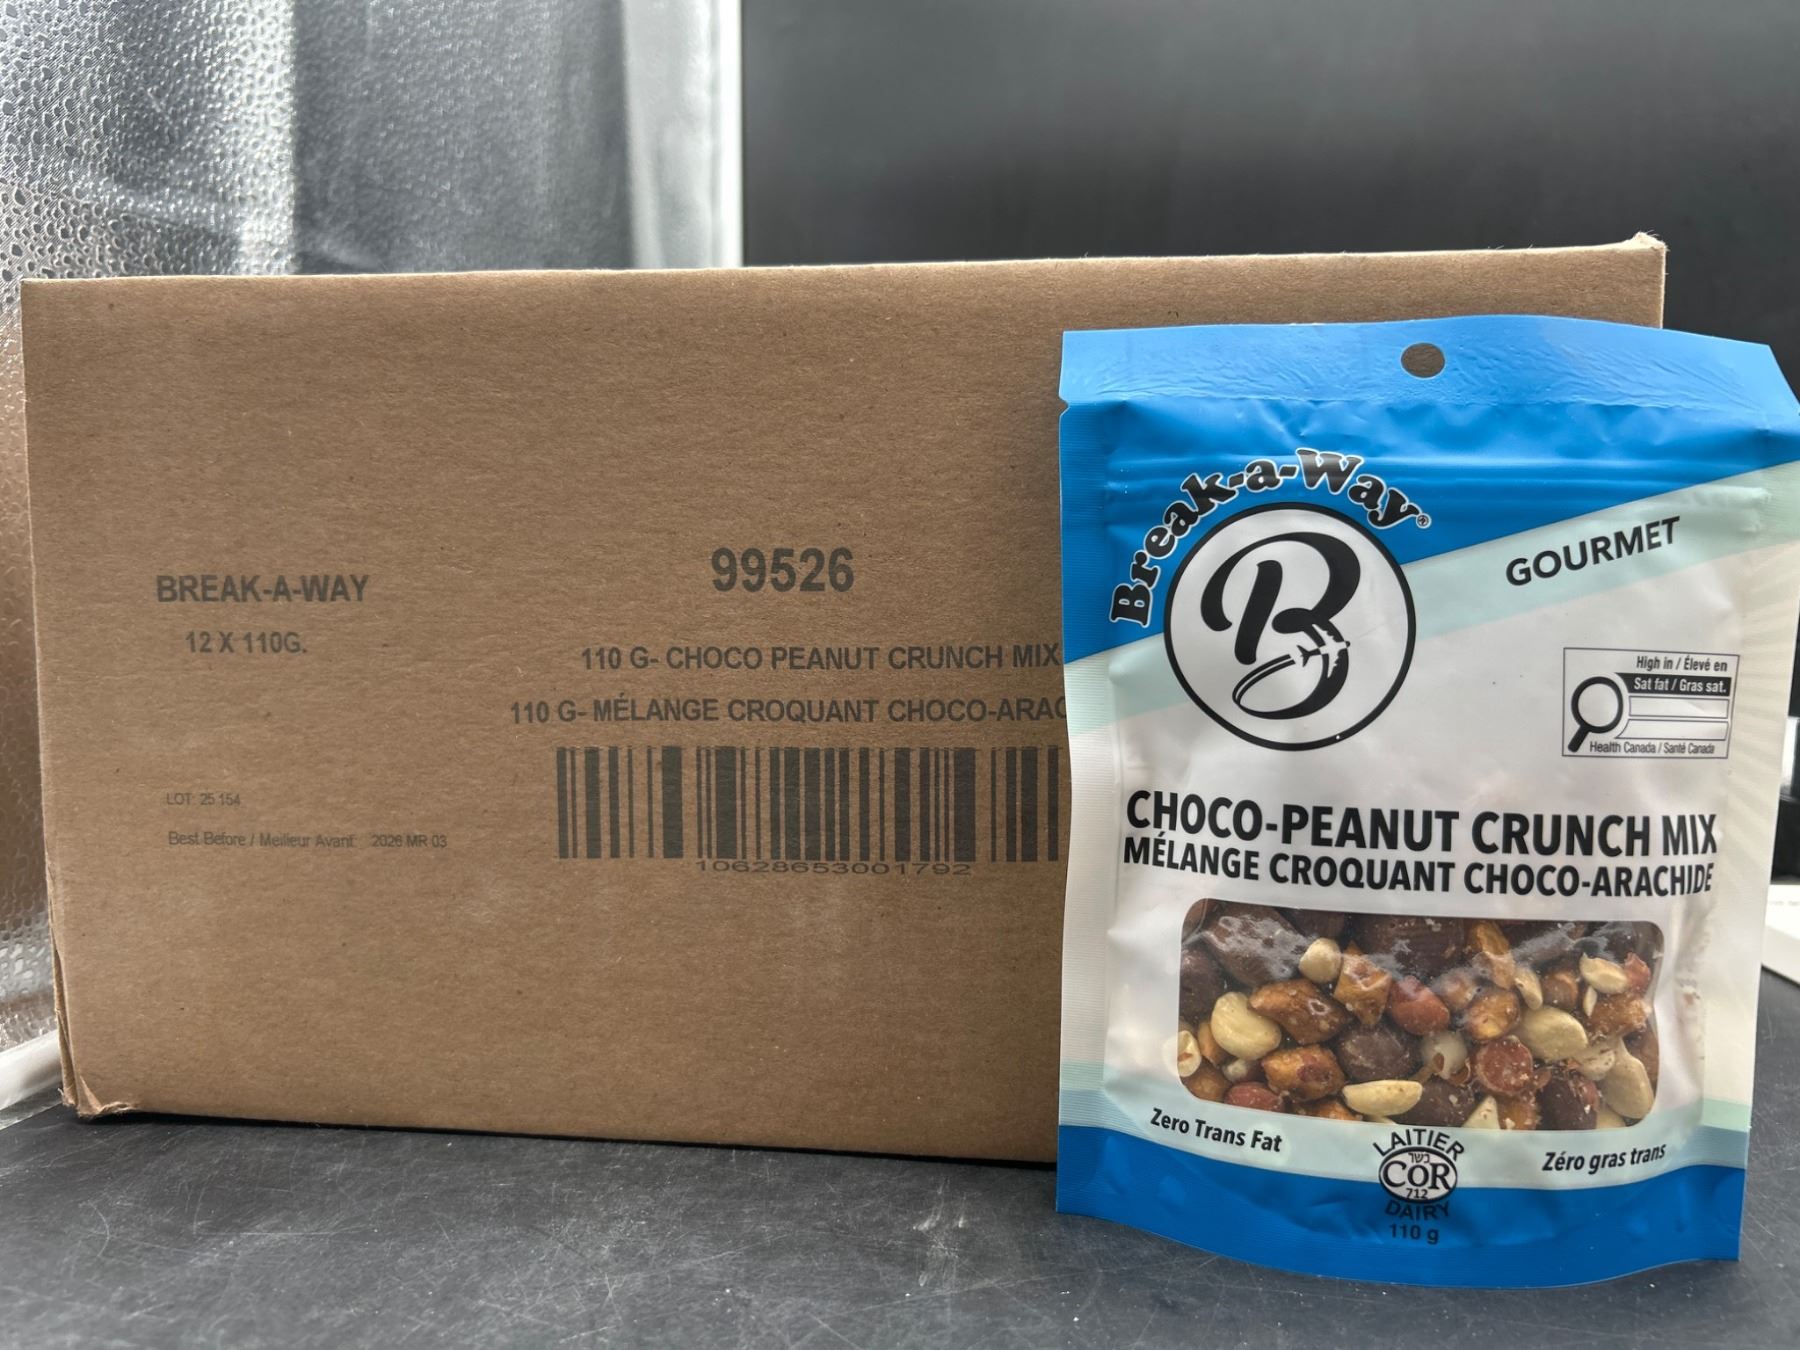 BREAK-A-WAY
12 X 110G.
99526
110 G- CHOCO PEANUT CRUNCH MIX
110 G- MÉLANGE CROQUANT CHOCO-ARAC
LOT: 25 154
Best Before / Meilleur Avant: 2026 MR 03
10628653001792
Break-a-Way®
B
GOURMET
High in / Élevé en
Sat fat / Gras sat.
Health Canada / Santé Canada
CHOCO-PEANUT CRUNCH MIX
MÉLANGE CROQUANT CHOCO-ARACHIDE
Zero Trans Fat
Zéro gras trans
LAITIER
כשר
COR
712
DAIRY
110 g